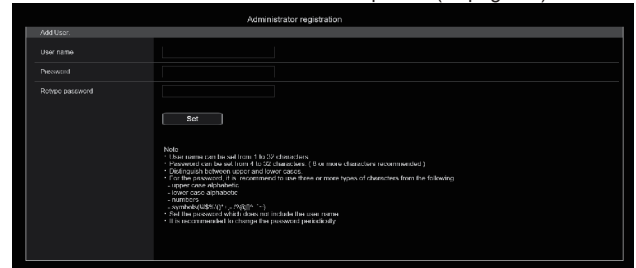 Administrator registration
Add User
User name
Password
Retype password
Set
Note
・User name can be set from 1 to 32 characters
・Password can be set from 4 to 32 characters. ( 8 or more characters recommended )
・Distinguish between upper and lower cases.
・For the password, it is recommend to use three or more types of characters from the following
- upper case alphabetic
- lower case alphabetic
- numbers
- symbols
・Set the password which does not include the user name
・It is recommended to change the password periodically